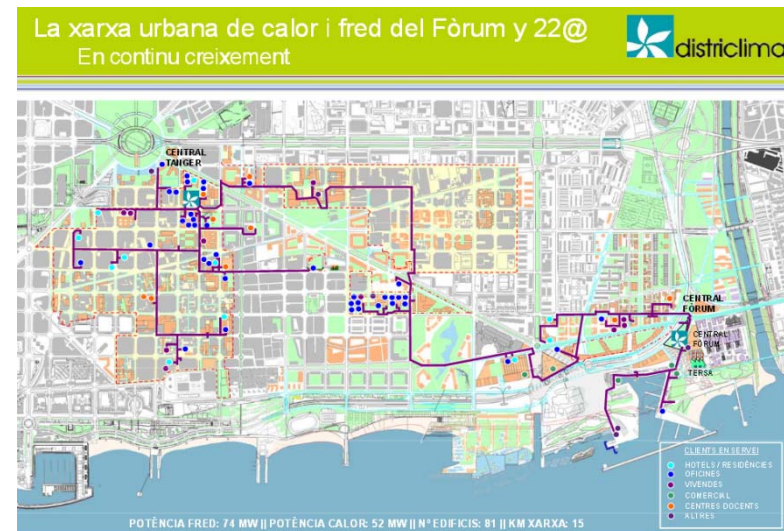 La xarxa urbana de calor i fred del Fòrum y 22@
En continu creixement
districlima
CENTRAL
TANGER
CENTRAL
FÒRUM
CENTRAL
FÒRUM
TERSA
CLIENTS EN SERVEI
HOTELS / RESIDÈNCIES
OFICINES
VIVENDES
COMERCIAL
CENTRES DOCENTS
ALTRES
POTÈNCIA FRED: 74 MW || POTÈNCIA CALOR: 52 MW || Nº EDIFICIS: 81 || KM XARXA: 15